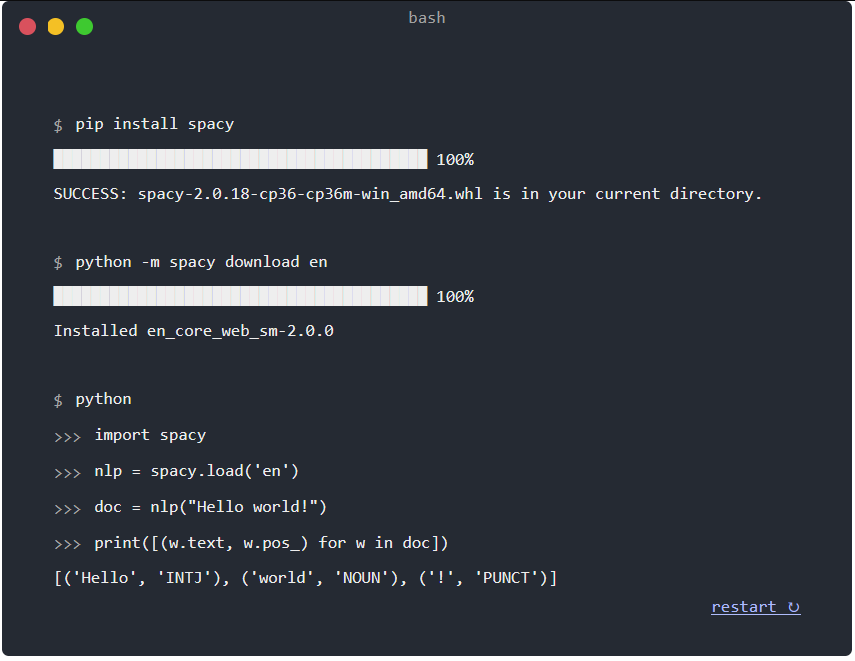 bash
$ pip install spacy
100%
SUCCESS: spacy-2.0.18-cp36-cp36m-win_amd64.whl is in your current directory.
$ python -m spacy download en
100%
Installed en_core_web_sm-2.0.0
$ python
>>> import spacy
>>> nlp = spacy.load('en')
>>> doc = nlp("Hello world!")
>>> print([(w.text, w.pos_) for w in doc])
[('Hello', 'INTJ'), ('world', 'NOUN'), ('!', 'PUNCT')]
restart ↻